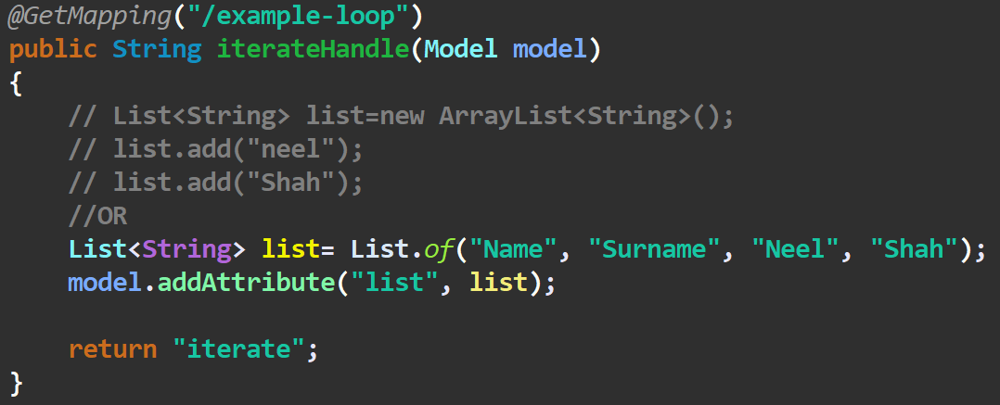 @GetMapping("/example-loop")
public String iterateHandle(Model model)
{
// List<String> list=new ArrayList<String>();
// list.add("neel");
// list.add("Shah");
//OR
List<String> list= List.of("Name", "Surname", "Neel", "Shah");
model.addAttribute("list", list);
return "iterate";
}